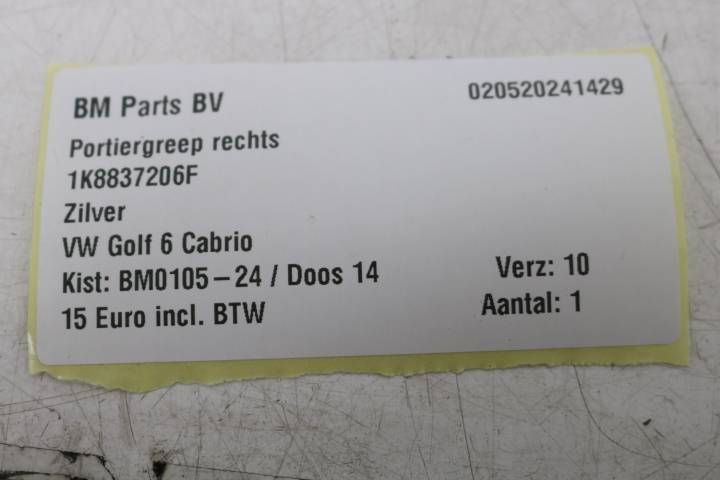 BM Parts BV 020520241429
Portiergreep rechts
1K8837206F
Zilver
VW Golf 6 Cabrio
Kist: BM0105-24 / Doos 14 Verz: 10
15 Euro incl. BTW Aantal: 1